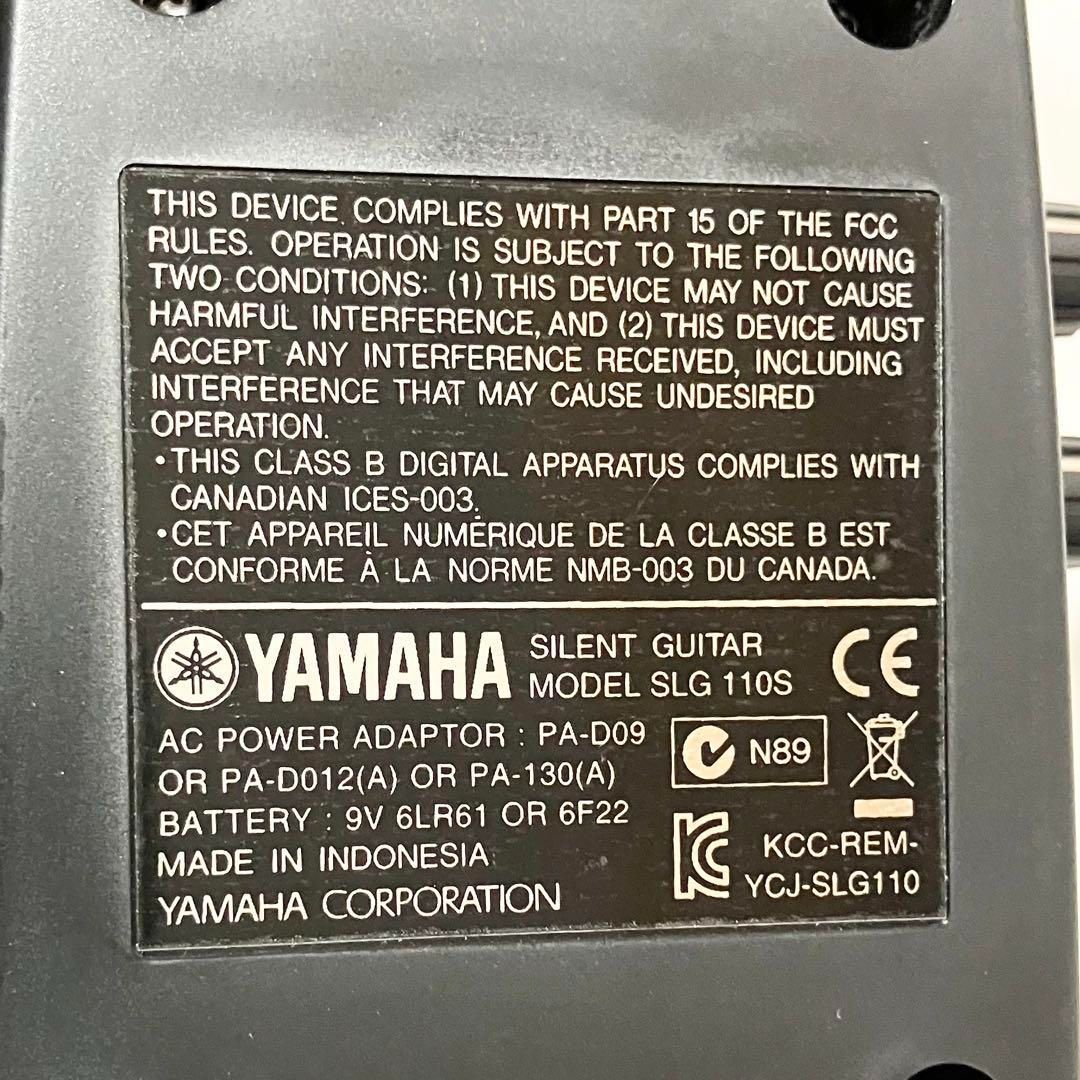 THIS DEVICE COMPLIES WITH PART 15 OF THE FCC
RULES. OPERATION IS SUBJECT TO THE FOLLOWING
TWO CONDITIONS: (1) THIS DEVICE MAY NOT CAUSE
HARMFUL INTERFERENCE, AND (2) THIS DEVICE MUST
ACCEPT ANY INTERFERENCE RECEIVED, INCLUDING
INTERFERENCE THAT MAY CAUSE UNDESIRED
OPERATION.
•THIS CLASS B DIGITAL APPARATUS COMPLIES WITH
CANADIAN ICES-003.
•CET APPAREIL NUMÉRIQUE DE LA CLASSE B EST
CONFORME À LA NORME NMB-003 DU CANADA.
YAMAHA
SILENT GUITAR
MODEL SLG 110S
CE
AC POWER ADAPTOR : PA-D09
OR PA-D012(A) OR PA-130(A)
N89
BATTERY : 9V 6LR61 OR 6F22
MADE IN INDONESIA
YAMAHA CORPORATION
KCC-REM-
YCJ-SLG110